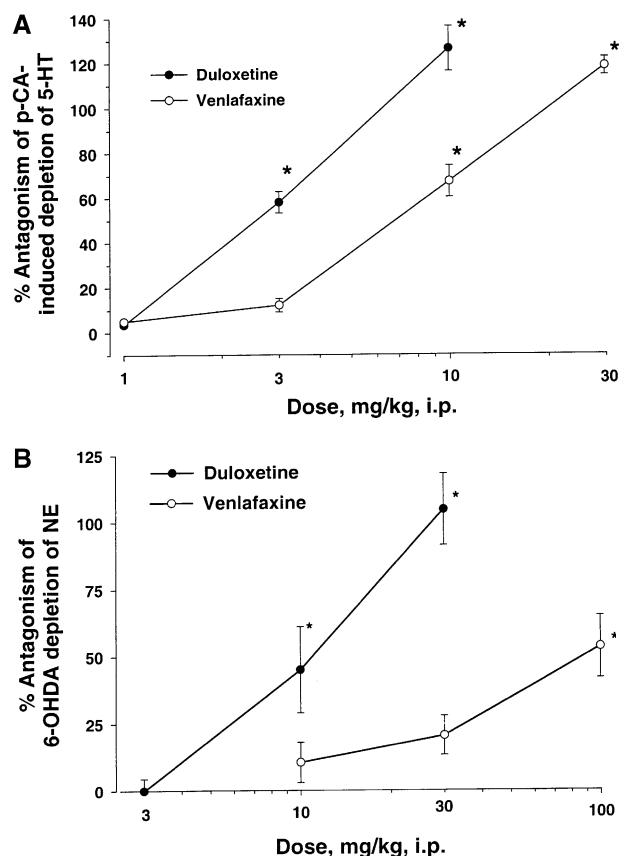 A
% Antagonism of p-CA-
induced depletion of 5-HT
140
120
100
80
60
40
20
0
Duloxetine
Venlafaxine
*
*
*
*
1
3
10
30
Dose, mg/kg, i.p.
B
% Antagonism of
6-OHDA depletion of NE
125
100
75
50
25
0
Duloxetine
Venlafaxine
*
*
*
3
10
30
100
Dose, mg/kg, i.p.